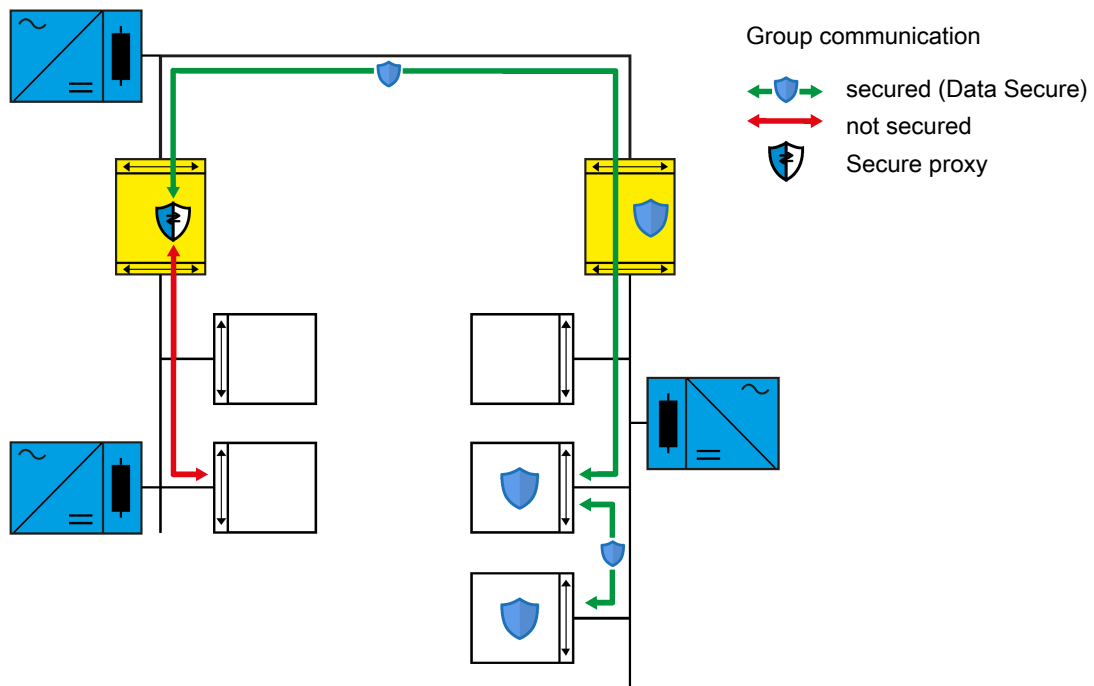 Group communication
secured (Data Secure)
not secured
Secure proxy